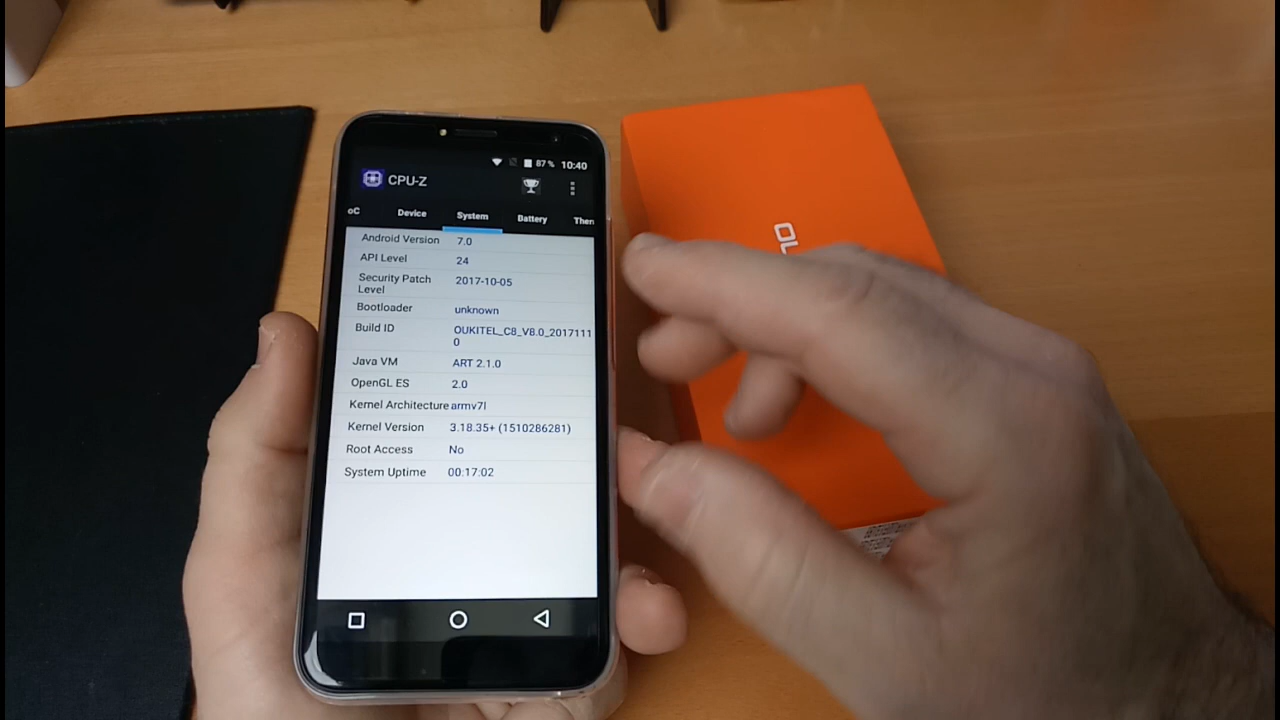 87% 10:40
CPU-Z
oC Device System Battery Ther
Android Version 7.0
API Level 24
Security Patch Level 2017-10-05
Bootloader unknown
Build ID OUKITEL_C8_V8.0_2017111
0
Java VM ART 2.1.0
OpenGL ES 2.0
Kernel Architecture armv7l
Kernel Version 3.18.35+ (1510286281)
Root Access No
System Uptime 00:17:02
OU